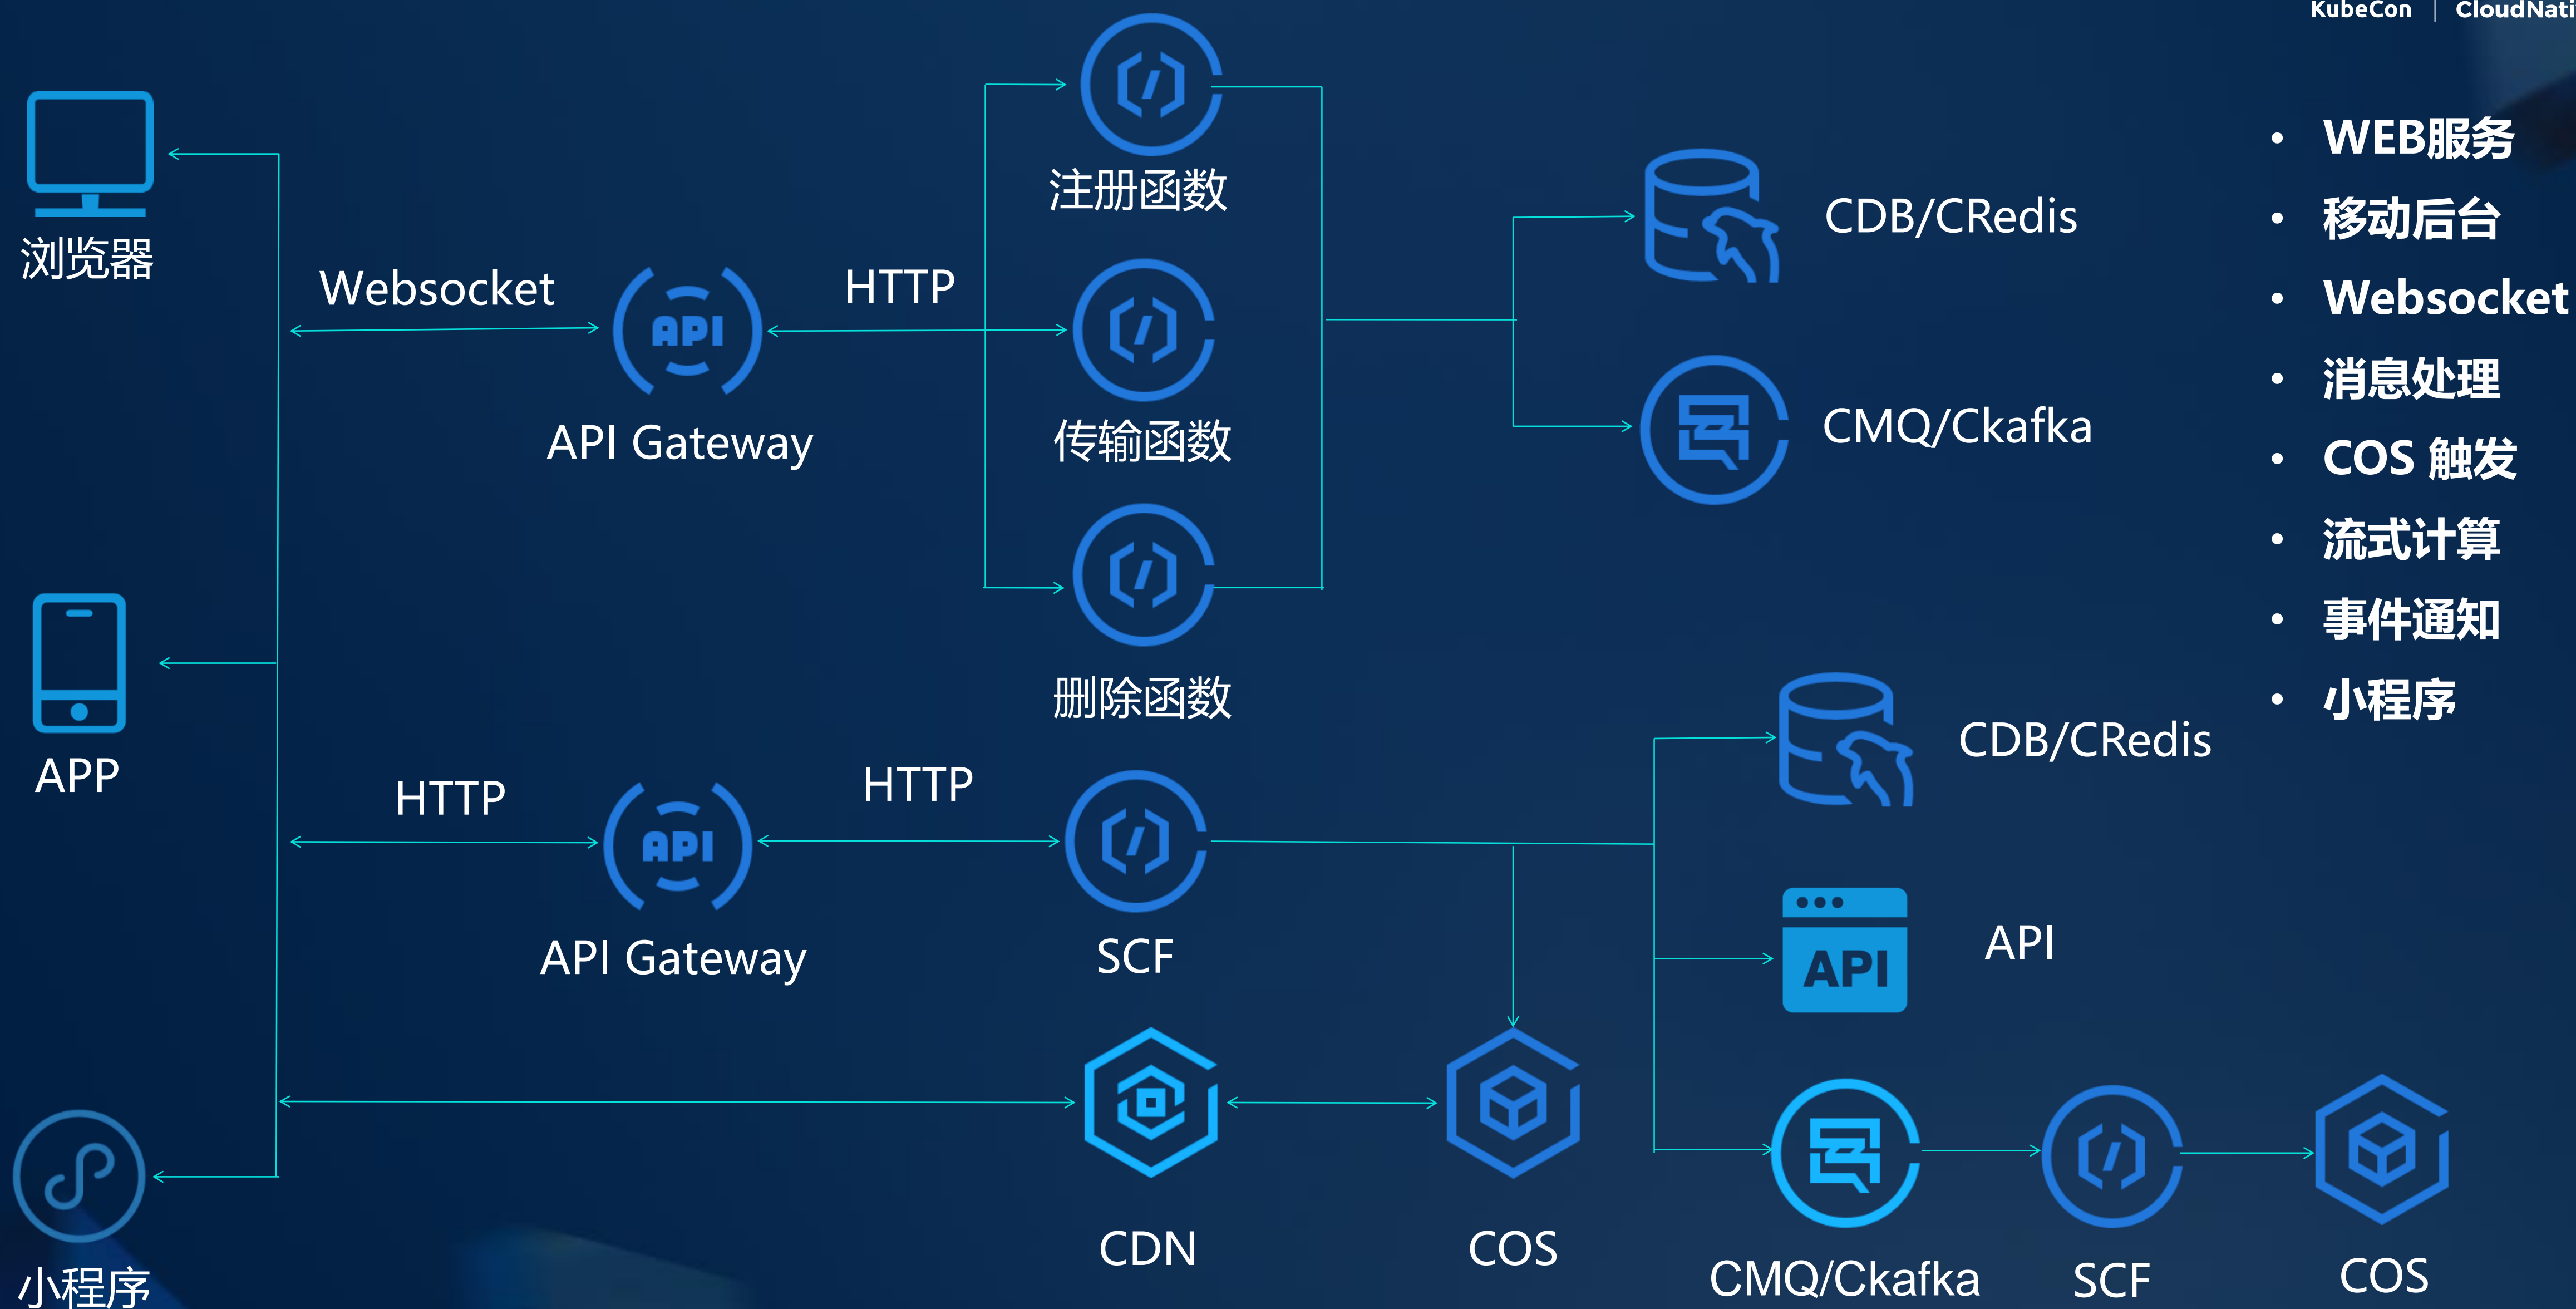 KubeCon | CloudNati
浏览器
Websocket
API
API Gateway
HTTP
注册函数
传输函数
删除函数
CDB/CRedis
CMQ/Ckafka
• WEB服务
• 移动后台
• Websocket
• 消息处理
• COS 触发
• 流式计算
• 事件通知
• 小程序
APP
HTTP
API
API Gateway
HTTP
SCF
CDB/CRedis
API
API
小程序
CDN
COS
CMQ/Ckafka
SCF
COS